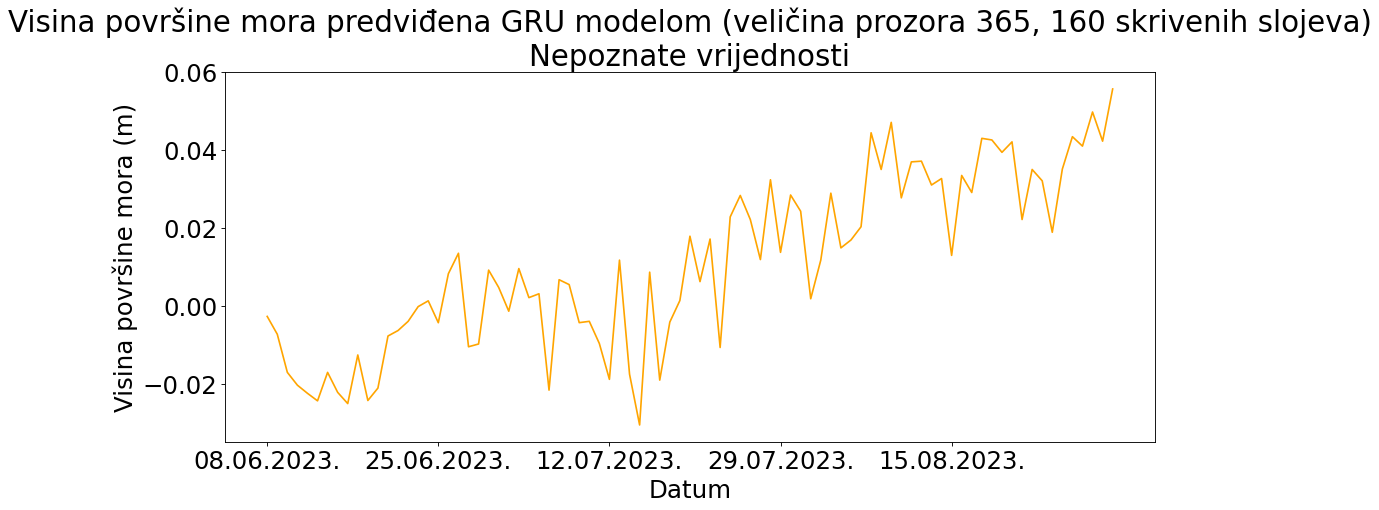 Visina površine mora predviđena GRU modelom (veličina prozora 365, 160 skrivenih slojeva)
Nepoznate vrijednosti
0.06
0.04
0.02
0.00
−0.02
Visina površine mora (m)
08.06.2023. 25.06.2023. 12.07.2023. 29.07.2023. 15.08.2023.
Datum